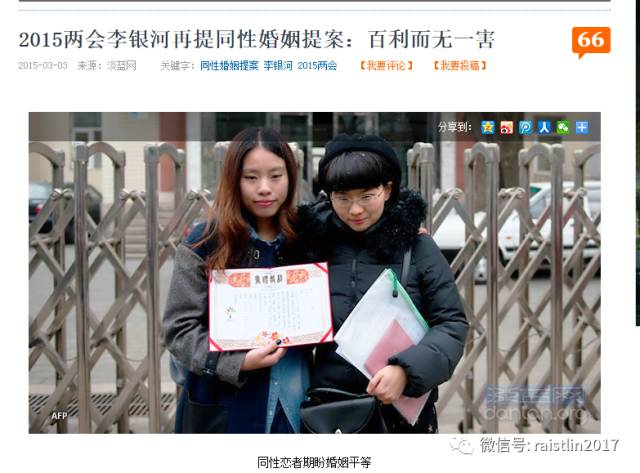 2015两会李银河再提同性婚姻提案：百利而无一害
66
2015-03-03 来源：淡蓝网 关键字：同性婚姻提案 李银河 2015两会 【我要评论】 【我要投稿】
分享到：
AFP
淡蓝网
danlan.org
微信号: raistlin2017
同性恋者期盼婚姻平等